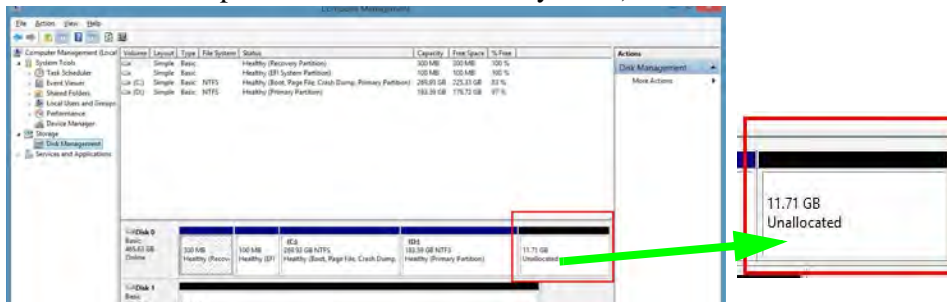 Computer Management
File Action View Help
Computer Management (Local
System Tools
Task Scheduler
Event Viewer
Shared Folders
Local Users and Groups
Performance
Device Manager
Storage
Disk Management
Services and Applications
Volume Layout Type File System Status Capacity Free Space % Free
Simple Basic Healthy (Recovery Partition) 300 MB 300 MB 100 %
Simple Basic Healthy (EFI System Partition) 100 MB 100 MB 100 %
(C:) Simple Basic NTFS Healthy (Boot, Page File, Crash Dump, Primary Partition) 83 %
(D:) Simple Basic NTFS Healthy (Primary Partition) 97 %
Actions
Disk Management
More Actions
Disk 0
Basic
Online
300 MB
Healthy (Recov
100 MB
Healthy (EFI
Healthy (Boot, Page File, Crash Dump,
Healthy (Primary Partition)
11.71 GB
Unallocated
Disk 1
Basic
11.71 GB
Unallocated